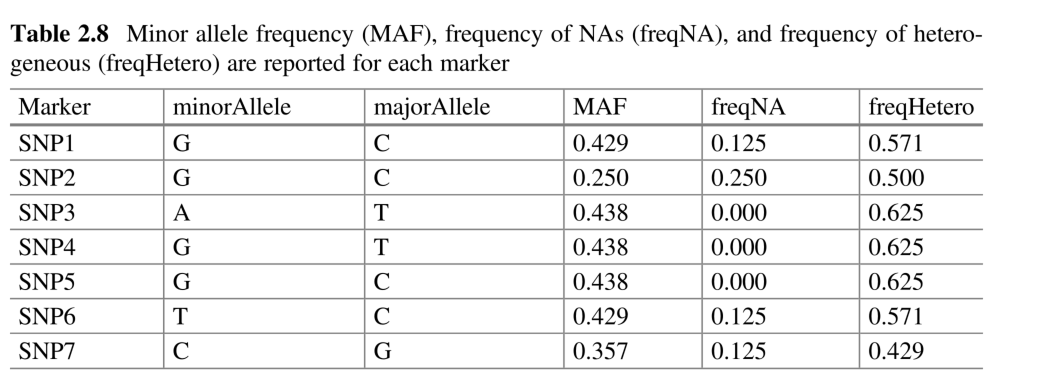 Table 2.8 Minor allele frequency (MAF), frequency of NAs (freqNA), and frequency of hetero-
geneous (freqHetero) are reported for each marker
Marker minorAllele majorAllele MAF freqNA freqHetero
SNP1 G C 0.429 0.125 0.571
SNP2 G C 0.250 0.250 0.500
SNP3 A T 0.438 0.000 0.625
SNP4 G T 0.438 0.000 0.625
SNP5 G C 0.438 0.000 0.625
SNP6 T C 0.429 0.125 0.571
SNP7 C G 0.357 0.125 0.429